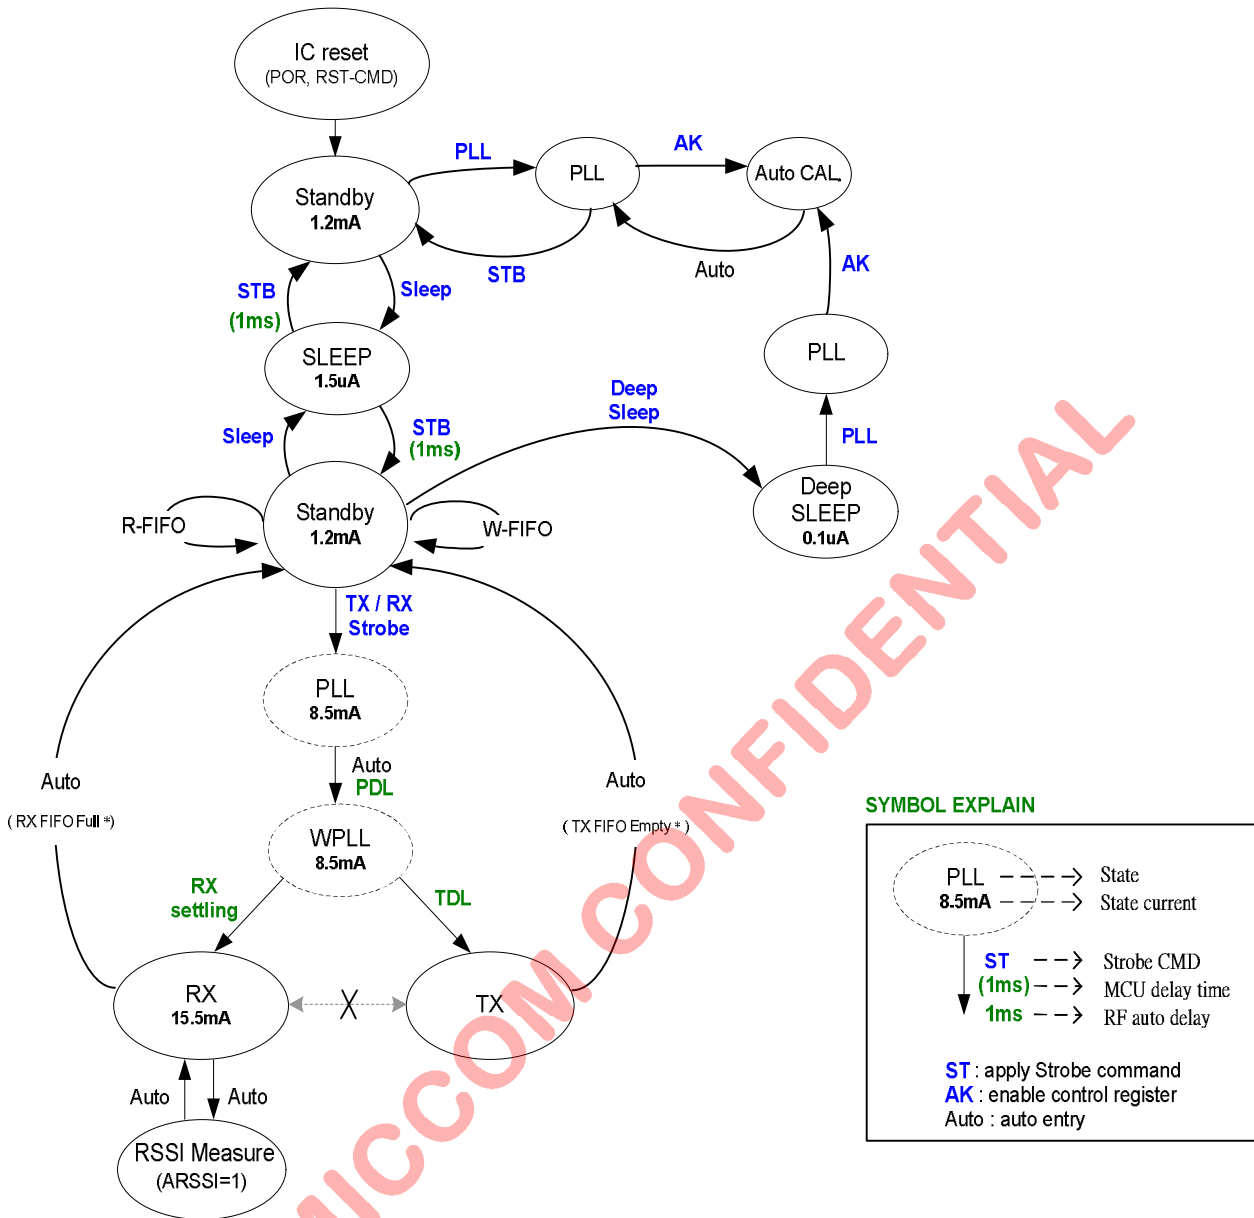 IC reset
(POR, RST-CMD)
PLL
AK
Standby
1.2mA
PLL
Auto CAL.
STB
Auto
AK
STB
(1ms)
Sleep
SLEEP
1.5uA
PLL
Deep
Sleep
Sleep
STB
(1ms)
PLL
R-FIFO
Standby
1.2mA
W-FIFO
Deep
SLEEP
0.1uA
TX / RX
Strobe
PLL
8.5mA
Auto
PDL
Auto
( RX FIFO Full *)
Auto
( TX FIFO Empty * )
WPLL
8.5mA
RX
settling
TDL
RX
15.5mA
X
TX
Auto
Auto
RSSI Measure
(ARSSI=1)
SYMBOL EXPLAIN
PLL
8.5mA
State
State current
ST
Strobe CMD
(1ms)
MCU delay time
1ms
RF auto delay
ST : apply Strobe command
AK : enable control register
Auto : auto entry
MICCOM CONFIDENTIAL